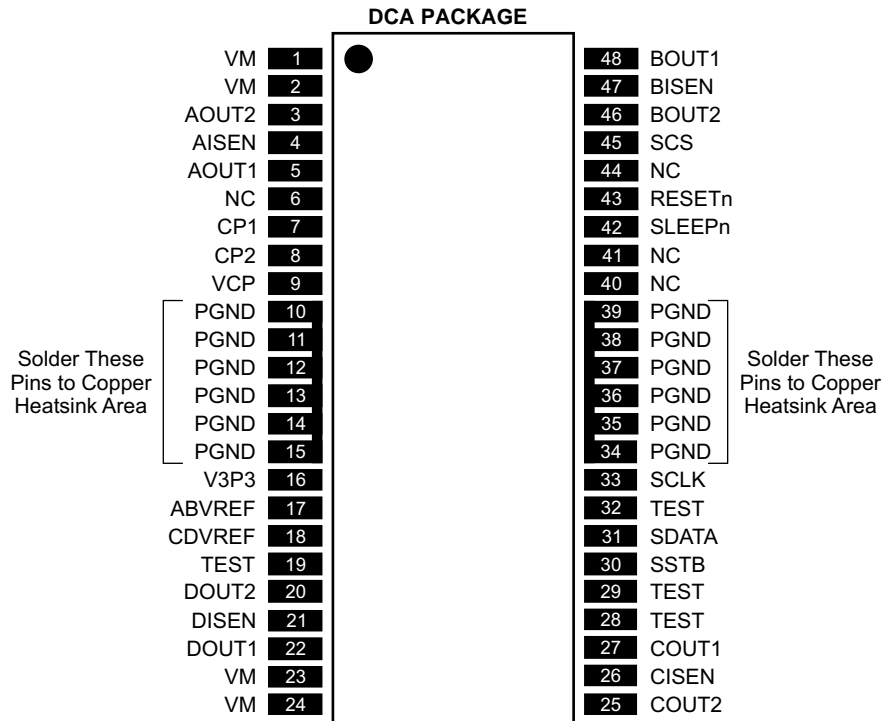 DCA PACKAGE
VM 1 48 BOUT1
VM 2 47 BISEN
AOUT2 3 46 BOUT2
AISEN 4 45 SCS
AOUT1 5 44 NC
NC 6 43 RESETn
CP1 7 42 SLEEPn
CP2 8 41 NC
VCP 9 40 NC
PGND 10 39 PGND
PGND 11 38 PGND
PGND 12 37 PGND
PGND 13 36 PGND
PGND 14 35 PGND
PGND 15 34 PGND
Solder These
Pins to Copper
Heatsink Area
Solder These
Pins to Copper
Heatsink Area
V3P3 16 33 SCLK
ABVREF 17 32 TEST
CDVREF 18 31 SDATA
TEST 19 30 SSTB
DOUT2 20 29 TEST
DISEN 21 28 TEST
DOUT1 22 27 COUT1
VM 23 26 CISEN
VM 24 25 COUT2